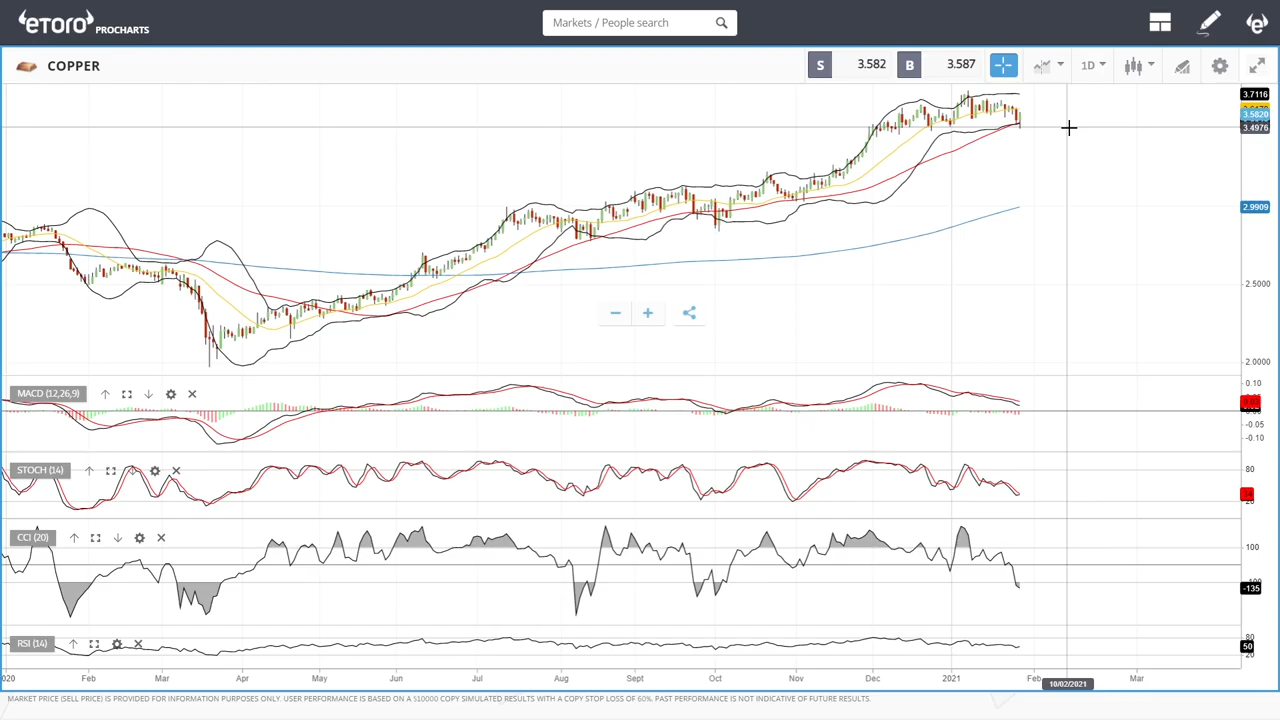 eTORO PROCHARTS
Markets / People search
COPPER
S 3.582 B 3.587
1D
3.7116
3.5820
3.4976
2.9909
2.5000
2.0000
MACD (12,26,9)
0.10
-0.05
-0.10
STOCH (14)
80
CCI (20)
100
-135
RSI (14)
80
50
20
2020 Feb Mar Apr May Jun Jul Aug Sept Oct Nov Dec 2021 Feb Mar
10/02/2021
MARKET PRICE (SELL PRICE) IS PROVIDED FOR INFORMATION PURPOSES ONLY. USER PERFORMANCE IS BASED ON A $10000 COPY SIMULATED RESULTS WITH A COPY STOP LOSS OF 60%. PAST PERFORMANCE IS NOT INDICATIVE OF FUTURE RESULTS.